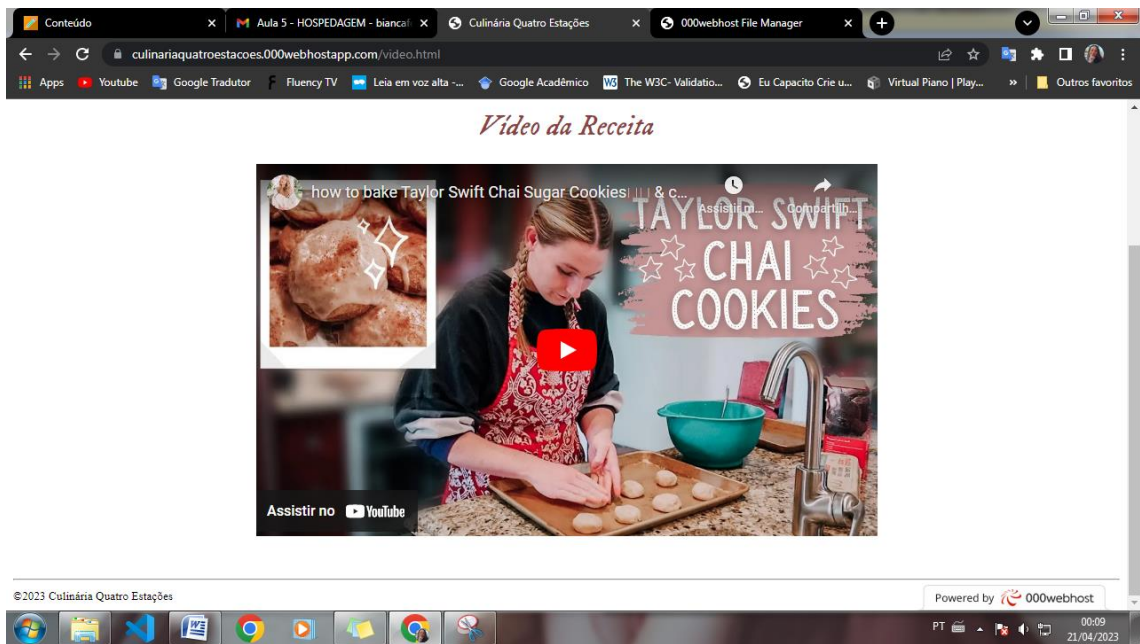 Conteúdo
Aula 5 - HOSPEDAGEM - biancaf
Culinária Quatro Estações
000webhost File Manager
culinariaquatroestacoes.000webhostapp.com/video.html
Apps
Youtube
Google Tradutor
Fluency TV
Leia em voz alta -...
Google Acadêmico
The W3C- Validatio...
Eu Capacito Crie u...
Virtual Piano | Play...
»
Outros favoritos
Vídeo da Receita
how to bake Taylor Swift Chai Sugar Cookies & c...
Assistir m...
Compartilh...
TAYLOR SWIFT
CHAI
COOKIES
Assistir no YouTube
©2023 Culinária Quatro Estações
Powered by 000webhost
PT
00:09
21/04/2023